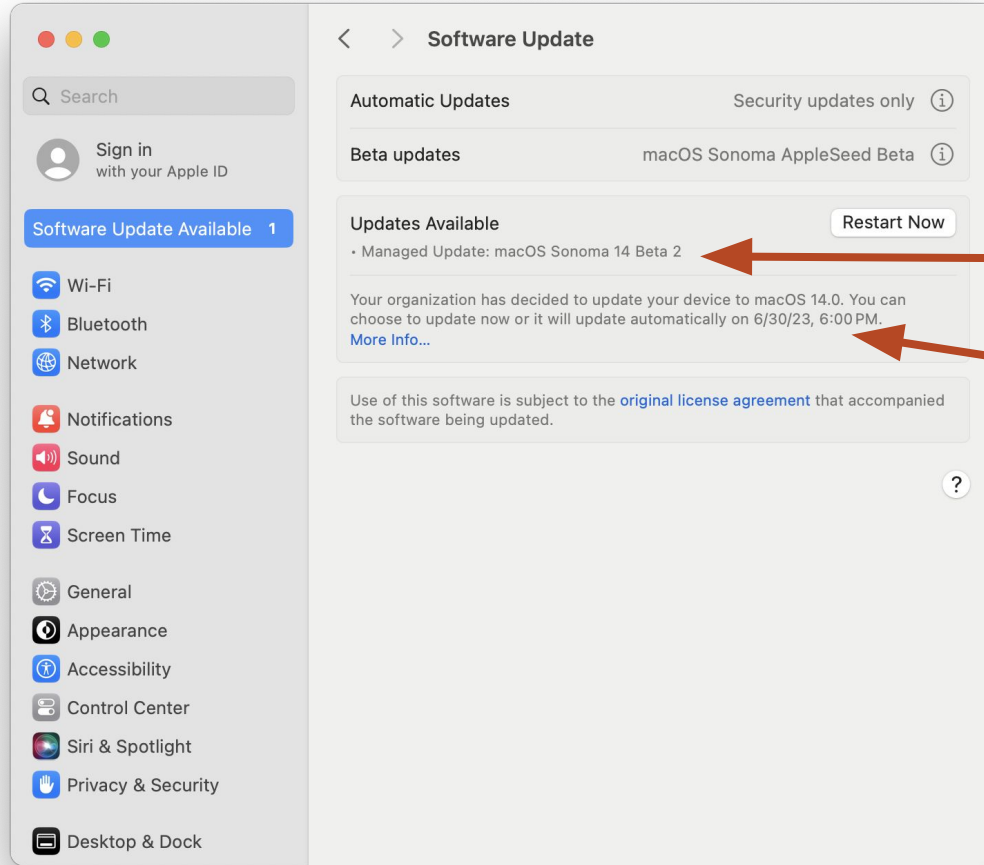 Software Update
Search
Sign in
with your Apple ID
Software Update Available 1
Wi-Fi
Bluetooth
Network
Notifications
Sound
Focus
Screen Time
General
Appearance
Accessibility
Control Center
Siri & Spotlight
Privacy & Security
Desktop & Dock
Automatic Updates Security updates only
Beta updates macOS Sonoma AppleSeed Beta
Updates Available Restart Now
• Managed Update: macOS Sonoma 14 Beta 2
Your organization has decided to update your device to macOS 14.0. You can
choose to update now or it will update automatically on 6/30/23, 6:00 PM.
More Info...
Use of this software is subject to the original license agreement that accompanied
the software being updated.
?